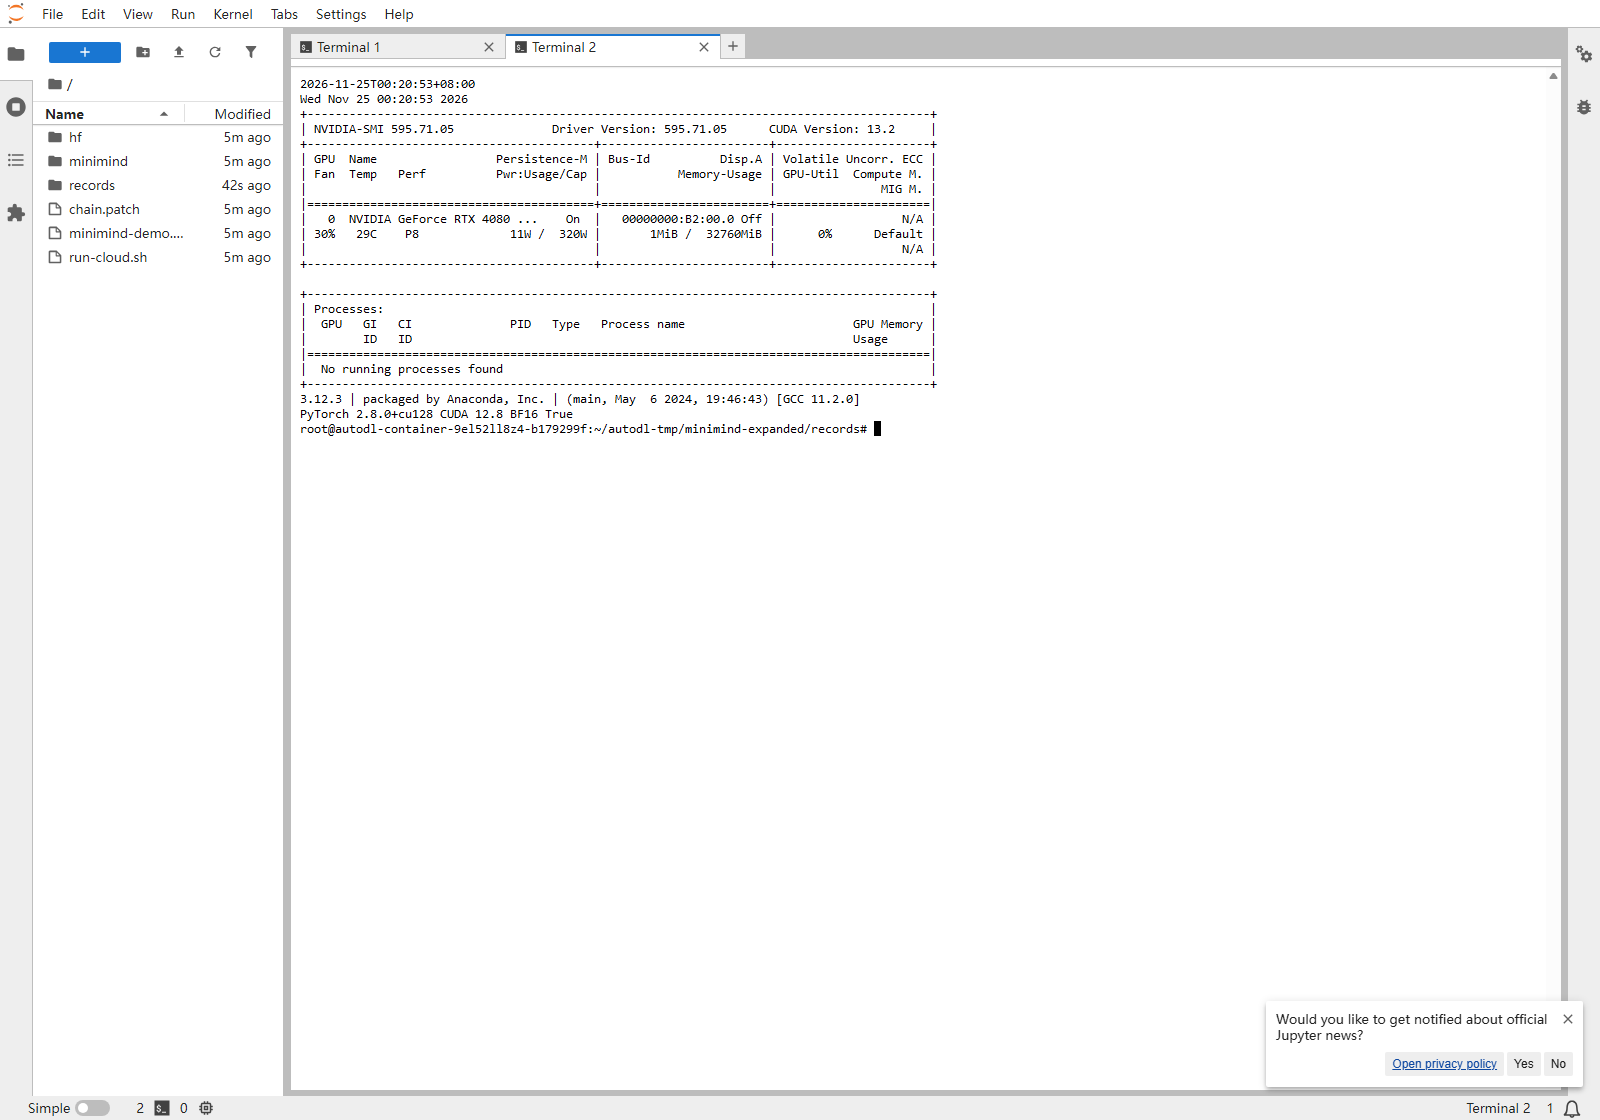 File Edit View Run Kernel Tabs Settings Help
Terminal 1
Terminal 2
/
Name Modified
hf 5m ago
minimind 5m ago
records 42s ago
chain.patch 5m ago
minimind-demo.... 5m ago
run-cloud.sh 5m ago
2026-11-25T00:20:53+08:00
Wed Nov 25 00:20:53 2026
+-----------------------------------------------------------------------------------------+
| NVIDIA-SMI 595.71.05              Driver Version: 595.71.05      CUDA Version: 13.2     |
+-----------------------------------------+------------------------+----------------------+
| GPU  Name                 Persistence-M | Bus-Id          Disp.A | Volatile Uncorr. ECC |
| Fan  Temp   Perf          Pwr:Usage/Cap |           Memory-Usage | GPU-Util  Compute M. |
|                                         |                        |               MIG M. |
|=========================================+========================+======================|
|   0  NVIDIA GeForce RTX 4080 ...    On  |   00000000:B2:00.0 Off |                  N/A |
| 30%   29C    P8             11W /  320W |       1MiB /  32760MiB |      0%      Default |
|                                         |                        |                  N/A |
+-----------------------------------------+------------------------+----------------------+
+-----------------------------------------------------------------------------------------+
| Processes:                                                                              |
|  GPU   GI   CI              PID   Type   Process name                        GPU Memory |
|        ID   ID                                                               Usage      |
|=========================================================================================|
|  No running processes found                                                             |
+-----------------------------------------------------------------------------------------+
3.12.3 | packaged by Anaconda, Inc. | (main, May  6 2024, 19:46:43) [GCC 11.2.0]
PyTorch 2.8.0+cu128 CUDA 12.8 BF16 True
root@autodl-container-9el52ll8z4-b179299f:~/autodl-tmp/minimind-expanded/records#
Would you like to get notified about official
Jupyter news?
Open privacy policy Yes No
Simple 2 0 Terminal 2 1